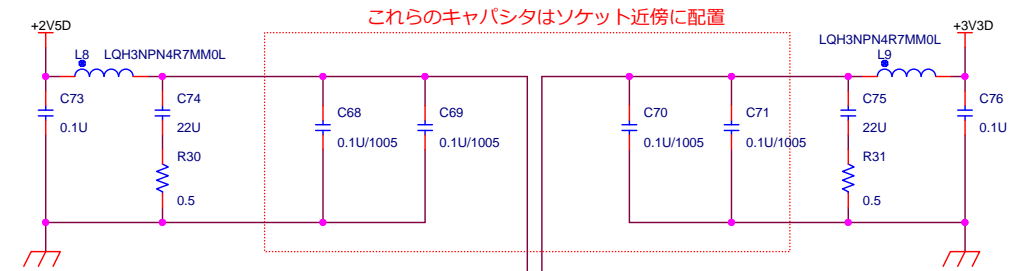 これらのキャパシタはソケット近傍に配置
+2V5D
+3V3D
L8 LQH3NPN4R7MM0L
LQH3NPN4R7MM0L
L9
C73
0.1U
C74
22U
R30
0.5
C68
0.1U/1005
C69
0.1U/1005
C70
0.1U/1005
C71
0.1U/1005
C75
22U
R31
0.5
C76
0.1U